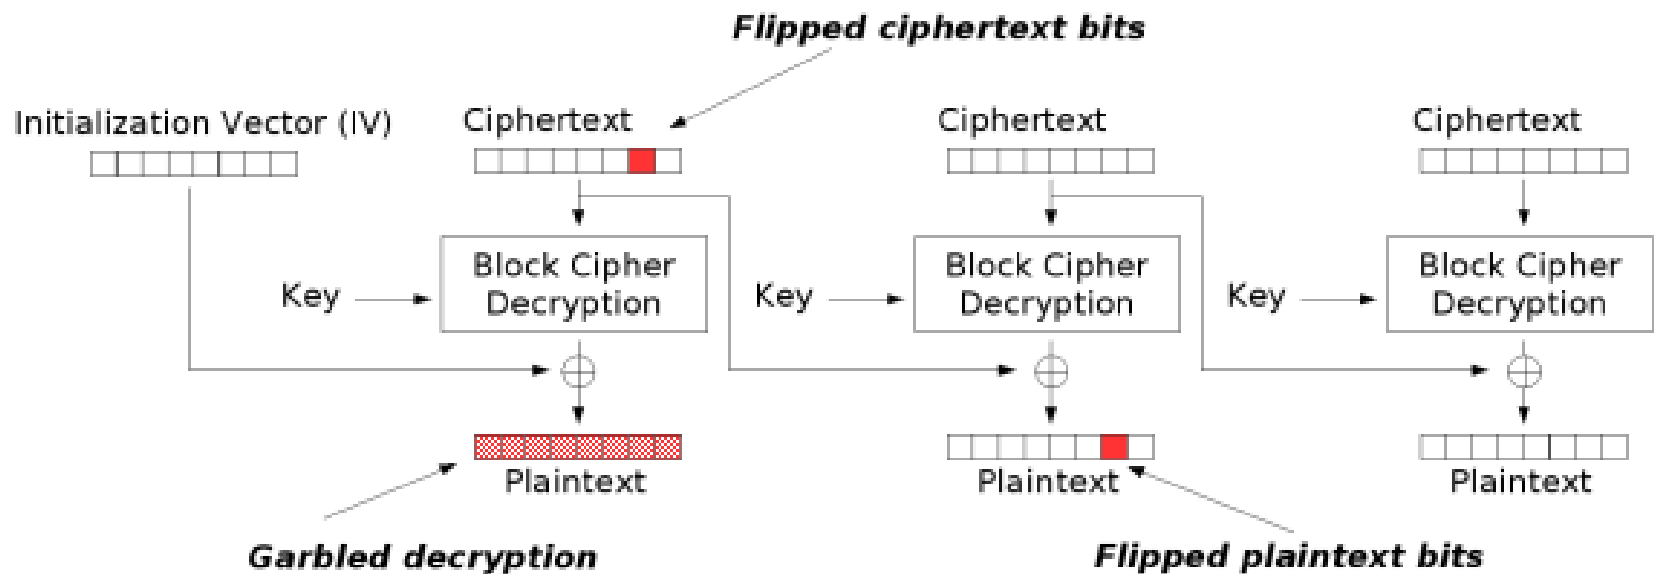 Flipped ciphertext bits
Initialization Vector (IV)
Ciphertext
Ciphertext
Ciphertext
Block Cipher
Decryption
Block Cipher
Decryption
Block Cipher
Decryption
Key
Key
Key
Plaintext
Plaintext
Plaintext
Garbled decryption
Flipped plaintext bits